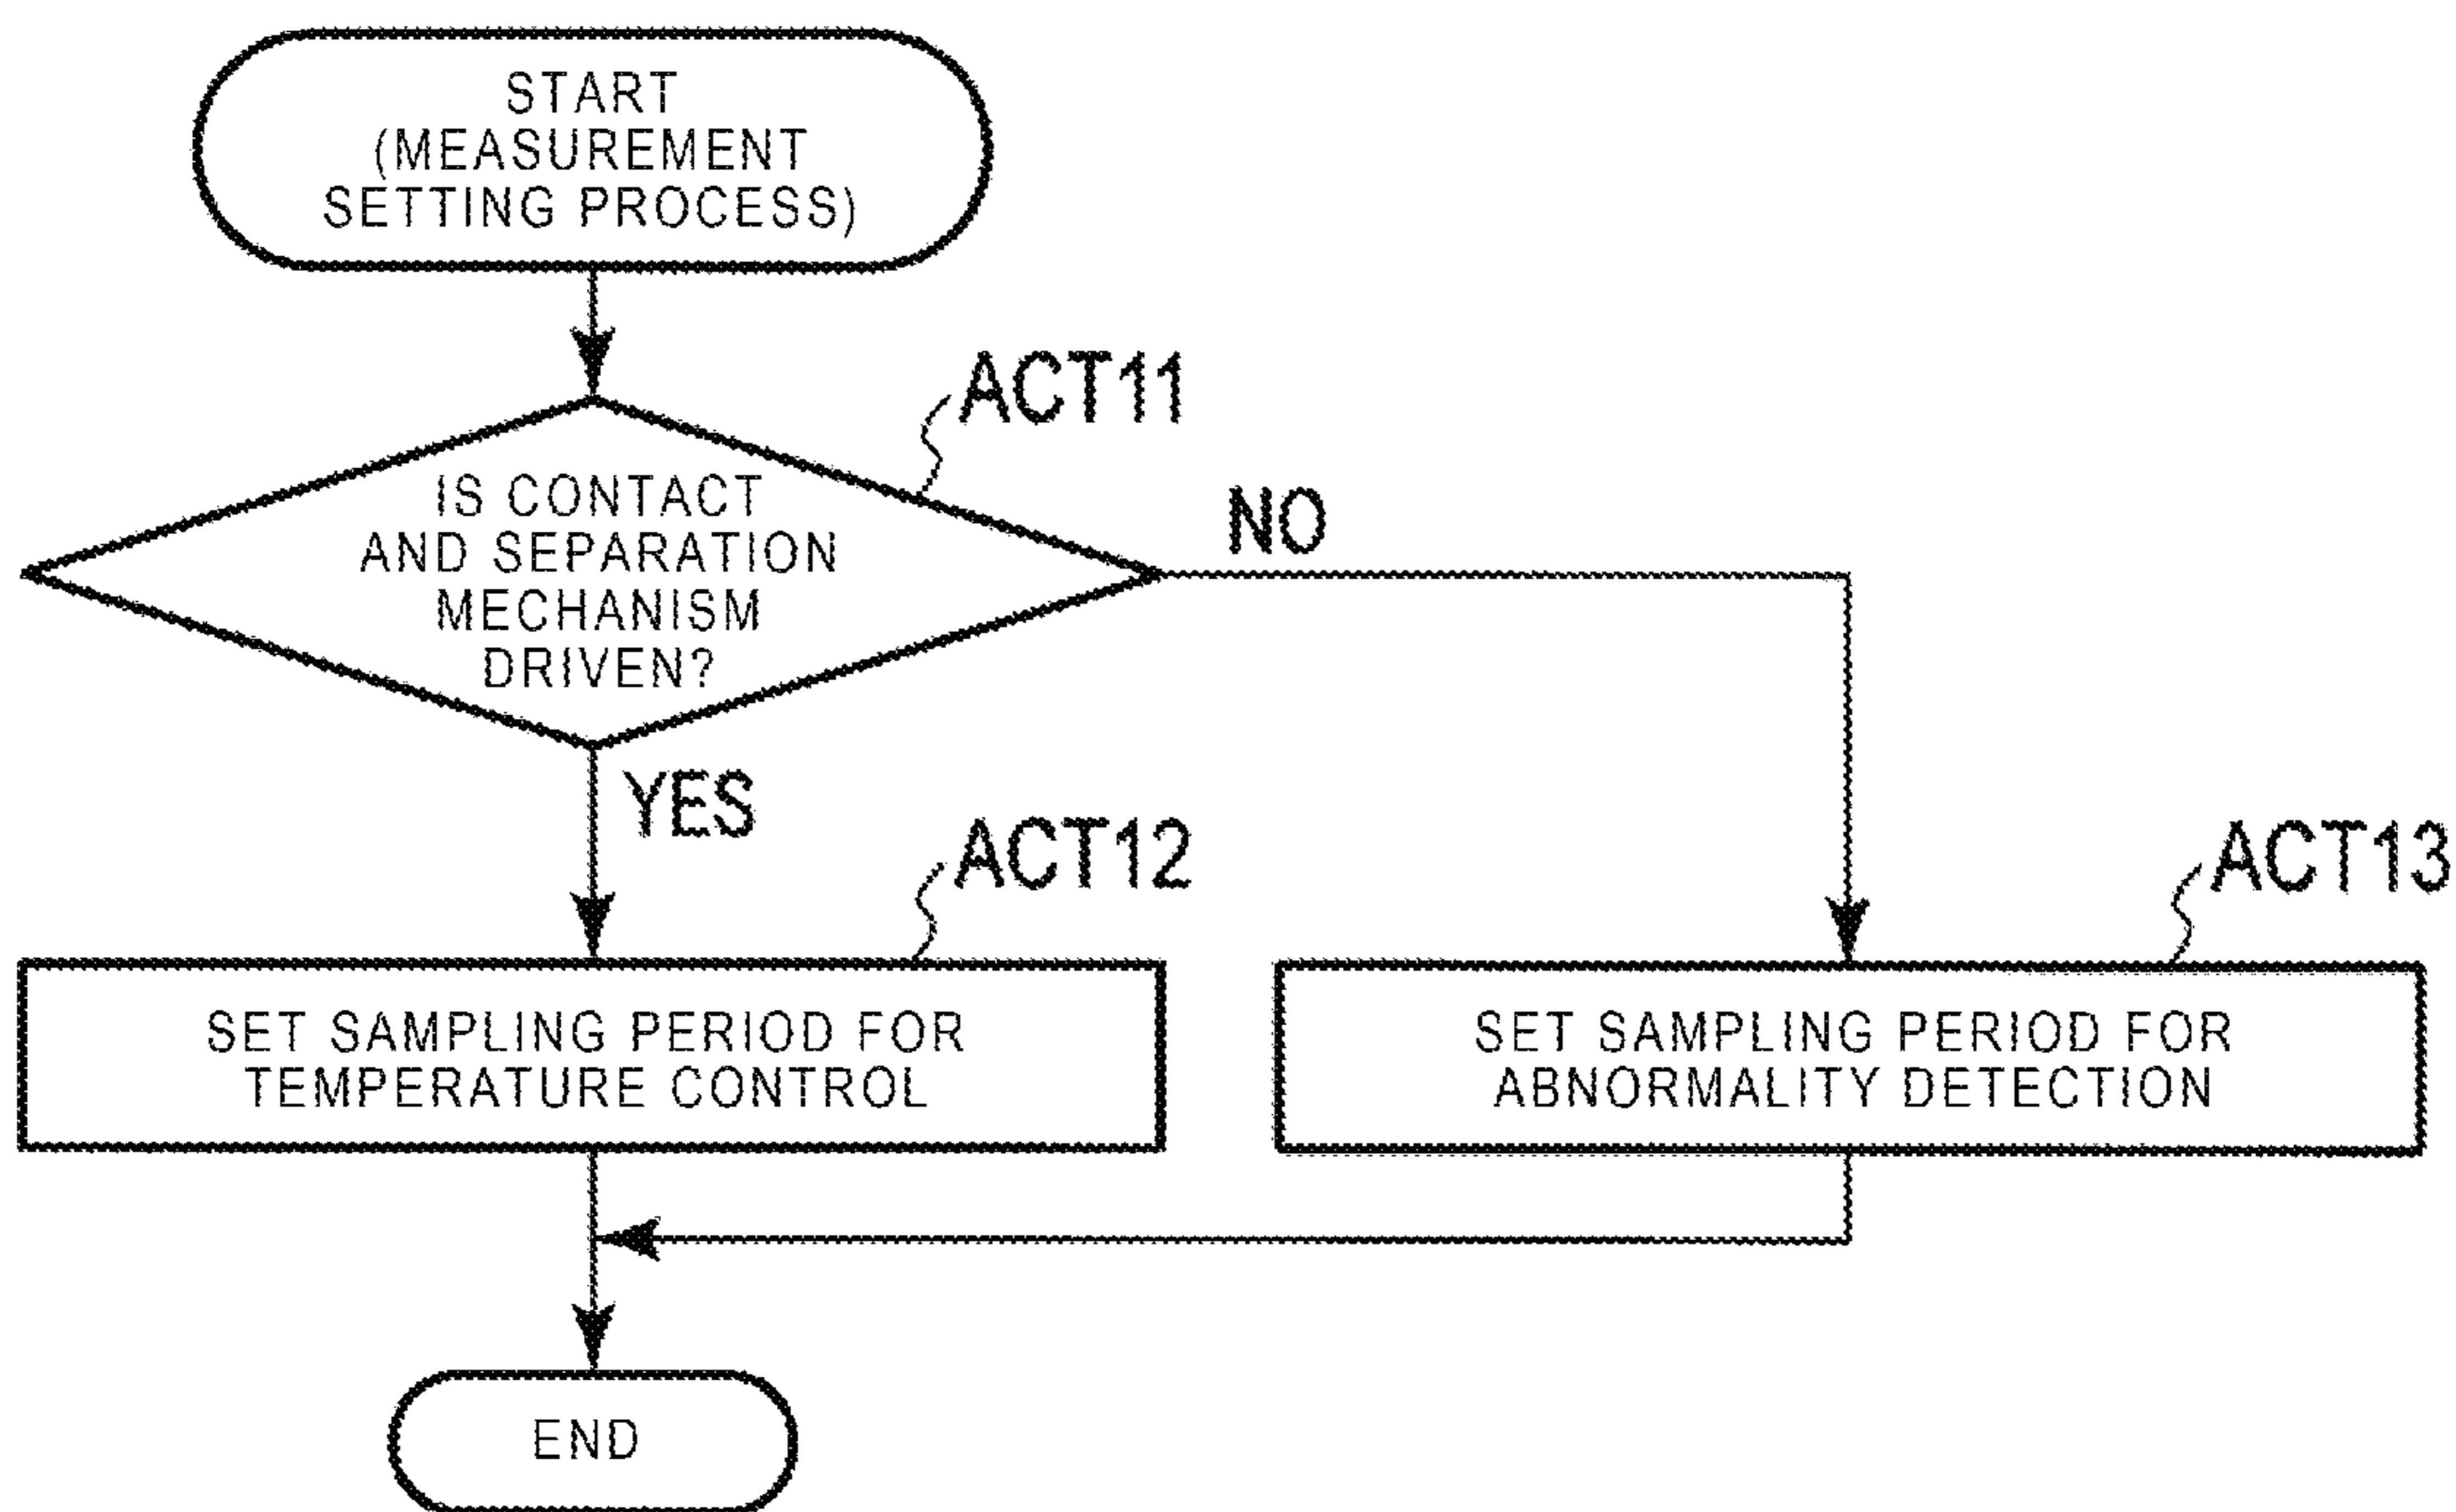 START
(MEASUREMENT
SETTING PROCESS)
ACT11
IS CONTACT
AND SEPARATION
MECHANISM
DRIVEN?
NO
YES
ACT12
ACT13
SET SAMPLING PERIOD FOR
TEMPERATURE CONTROL
SET SAMPLING PERIOD FOR
ABNORMALITY DETECTION
END